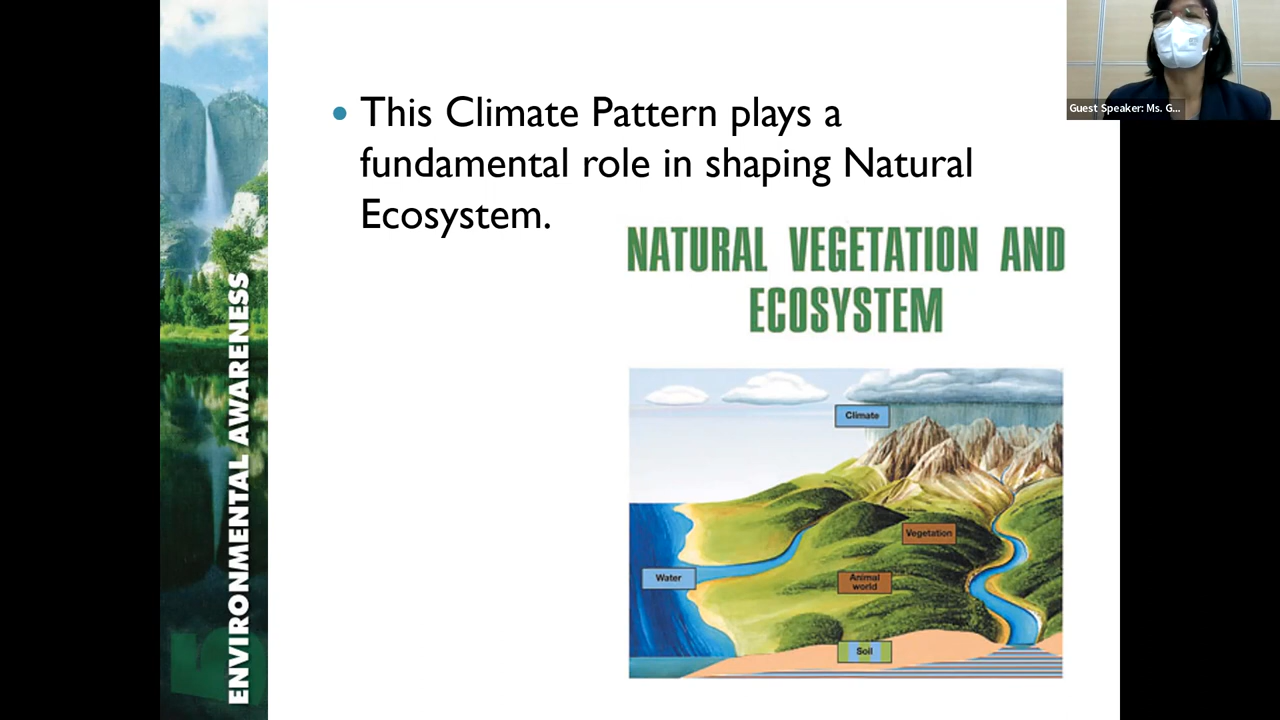 ENVIRONMENTAL AWARENESS
• This Climate Pattern plays a
fundamental role in shaping Natural
Ecosystem.
NATURAL VEGETATION AND
ECOSYSTEM
Climate
Vegetation
Water
Animal
world
Soil
Guest Speaker: Ms. G...